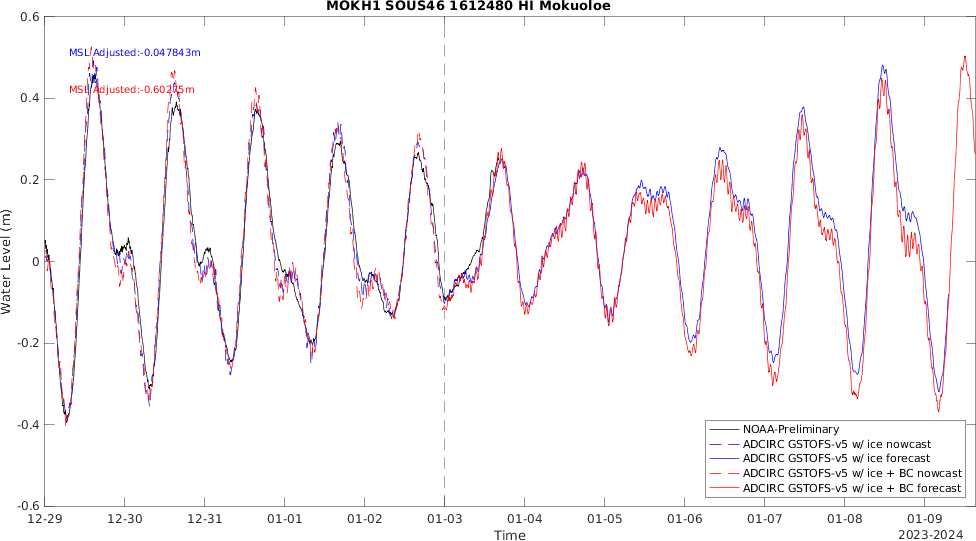 MOKH1 SOUS46 1612480 HI Mokuoloe
0.6
MSL Adjusted:-0.047843m
MSL Adjusted:-0.60275m
0.4
0.2
0
-0.2
-0.4
-0.6
Water Level (m)
NOAA-Preliminary
ADCIRC GSTOFS-v5 w/ ice nowcast
ADCIRC GSTOFS-v5 w/ ice forecast
ADCIRC GSTOFS-v5 w/ ice + BC nowcast
ADCIRC GSTOFS-v5 w/ ice + BC forecast
12-29 12-30 12-31 01-01 01-02 01-03 01-04 01-05 01-06 01-07 01-08 01-09
Time
2023-2024